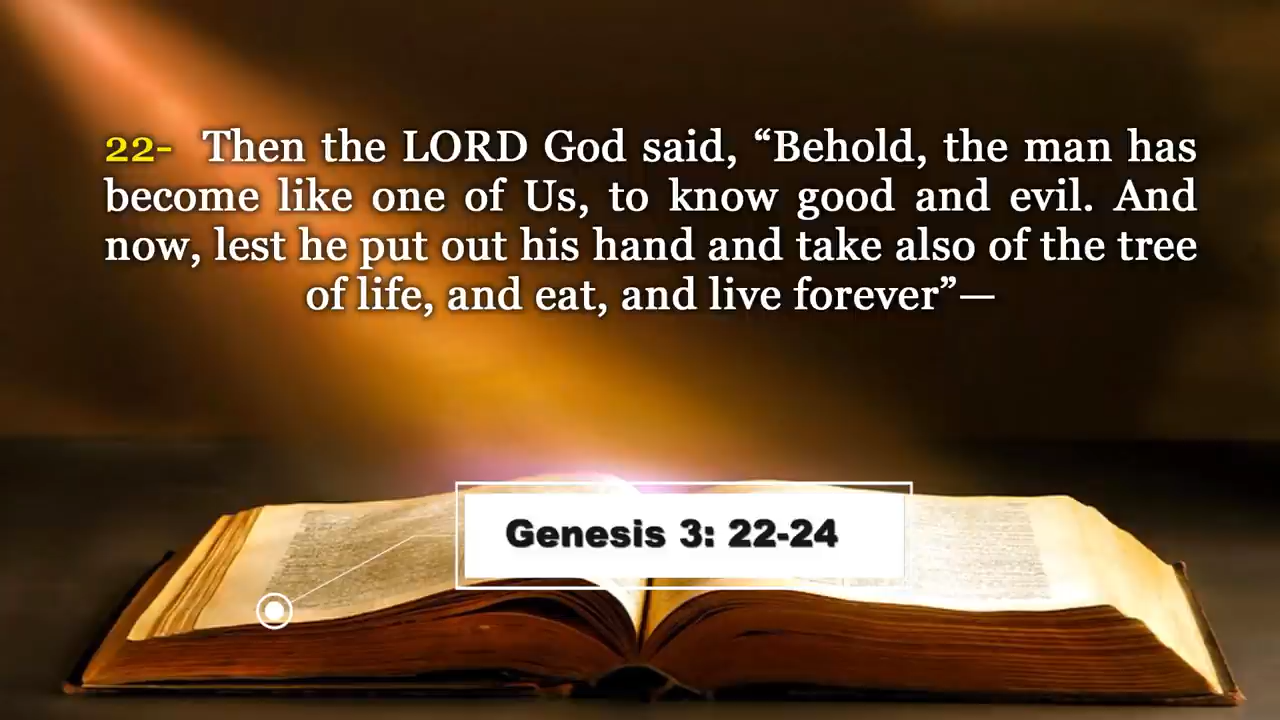 22- Then the LORD God said, “Behold, the man has
become like one of Us, to know good and evil. And
now, lest he put out his hand and take also of the tree
of life, and eat, and live forever”—
Genesis 3: 22-24